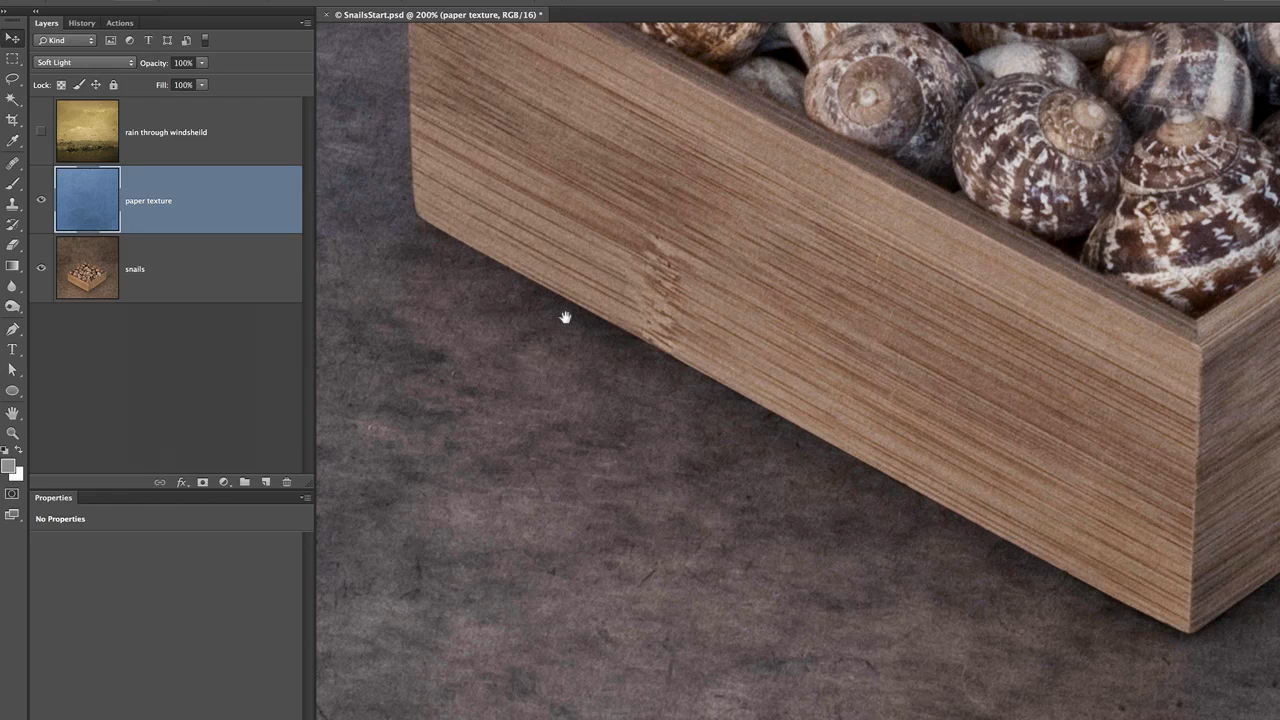 © SnailsStart.psd @ 200% (paper texture, RGB/16) *
Layers History Actions
Kind
Soft Light Opacity: 100%
Lock: Fill: 100%
rain through windsheild
paper texture
snails
Properties
No Properties